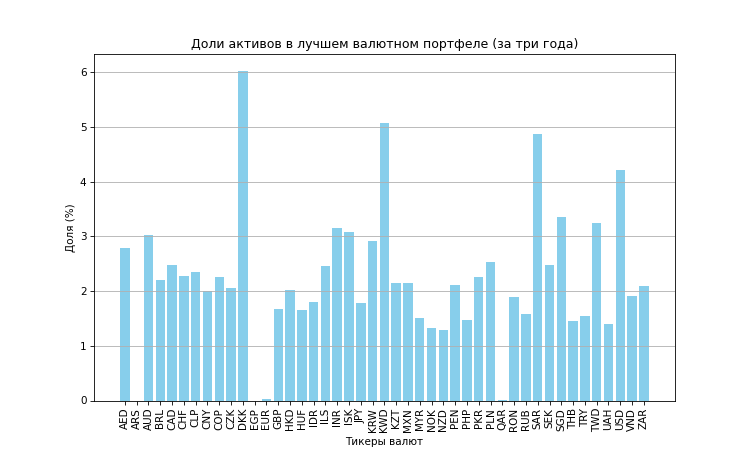 Доли активов в лучшем валютном портфеле (за три года)
Доля (%)
6
5
4
3
2
1
0
AED ARS AUD BRL CAD CHF CLP CNY COP CZK DKK EGP EUR GBP HKD HUF IDR ILS INR ISK JPY KRW KWD KZT MXN MYR NOK NZD PEN PHP PKR PLN QAR RON RUB SAR SEK SGD THB TRY TWD UAH USD VND ZAR
Тикеры валют